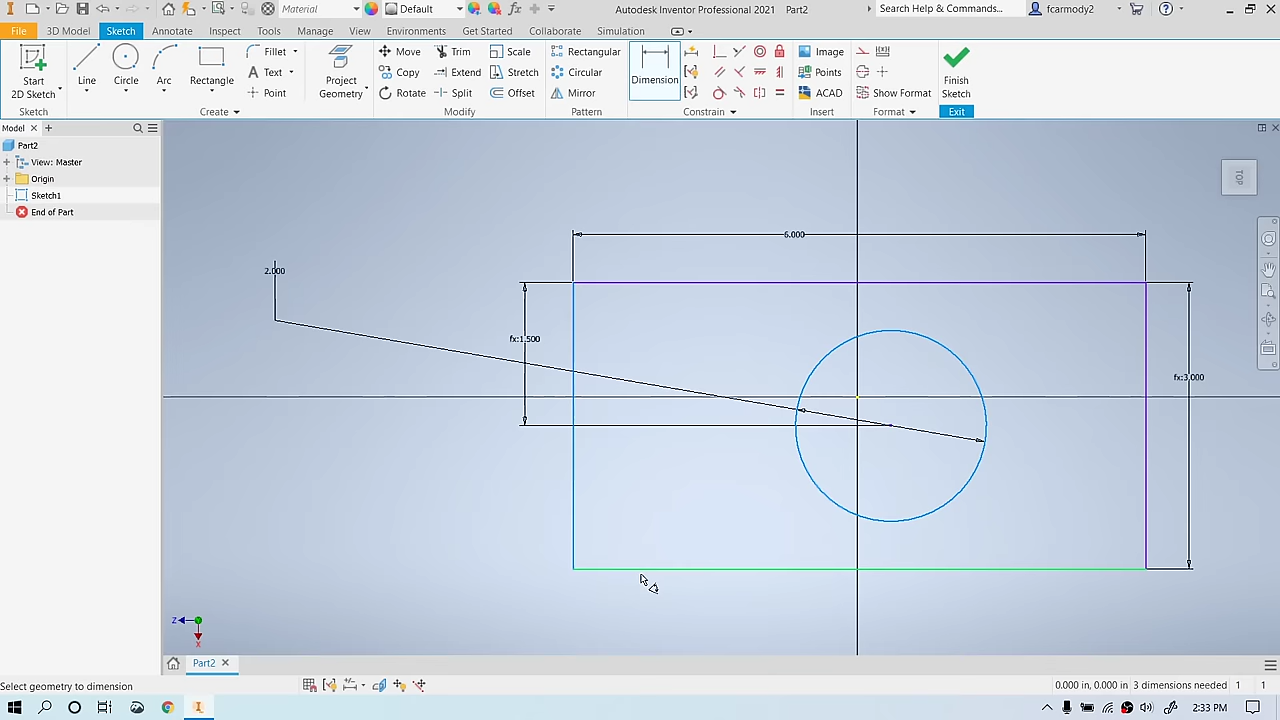 Material
Default
Autodesk Inventor Professional 2021 Part2
Search Help & Commands...
fcarmody2
File
3D Model
Sketch
Annotate
Inspect
Tools
Manage
View
Environments
Get Started
Collaborate
Simulation
Start
2D Sketch
Line
Circle
Arc
Rectangle
Fillet
Text
Point
Project
Geometry
Move
Copy
Rotate
Trim
Extend
Split
Scale
Stretch
Offset
Rectangular
Circular
Mirror
Dimension
Image
Points
ACAD
Show Format
Finish
Sketch
Sketch
Create
Modify
Pattern
Constrain
Insert
Format
Exit
Model
Part2
View: Master
Origin
Sketch1
End of Part
TOP
6.000
2.000
fx:1.500
fx:3.000
Z
X
Part2
Select geometry to dimension
0.000 in, 0.000 in 3 dimensions needed 1 1
2:33 PM